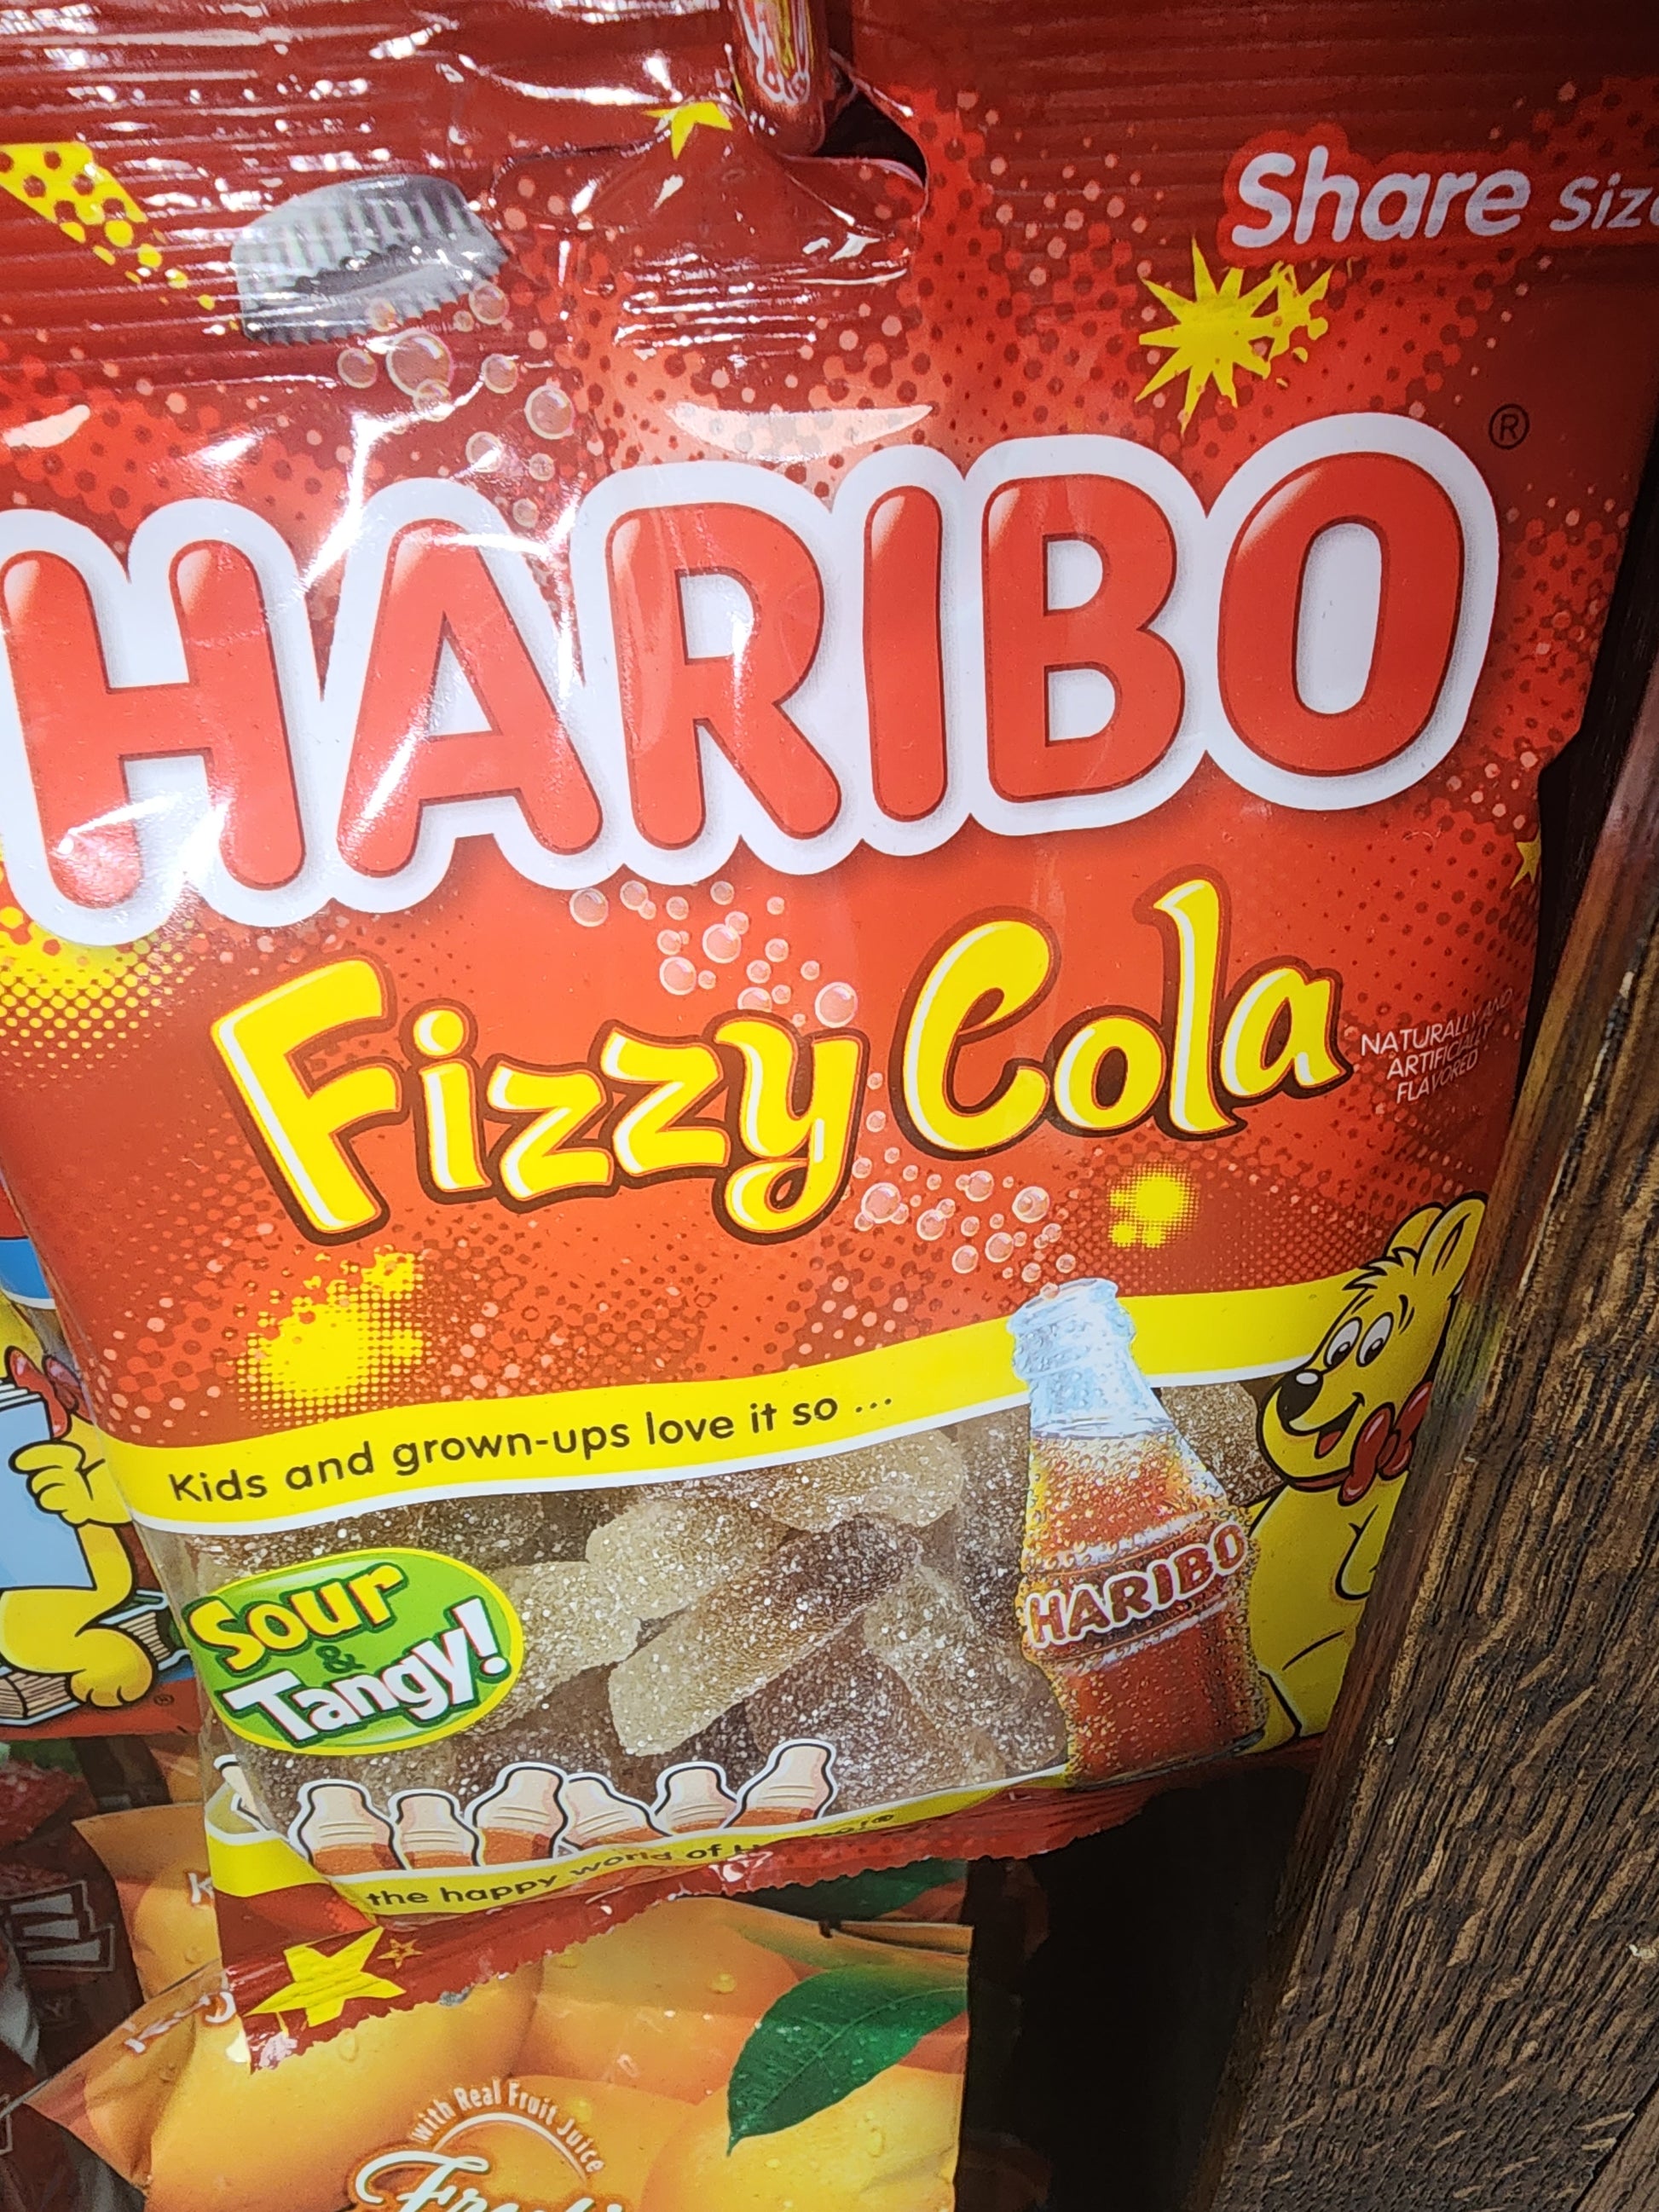 Share Size
HARIBO®
Fizzy Cola
NATURALLY AND
ARTIFICIALLY
FLAVORED
Kids and grown-ups love it so ...
HARIBO
Sour
&
Tangy!
the happy world of
with Real Fruit Juice